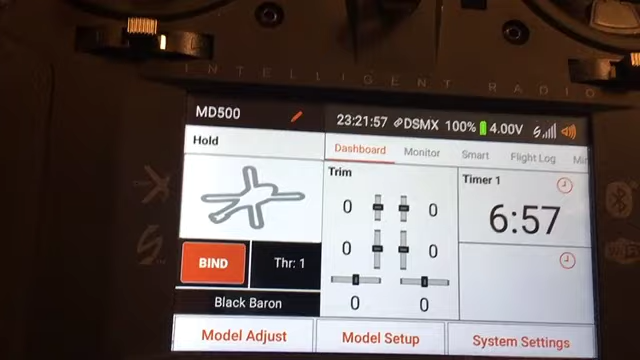 INTELLIGENT RADIO
MD500
23:21:57 DSMX 100% 4.00V
Hold
Dashboard Monitor Smart Flight Log
Trim
Timer 1
0 0
6:57
0 0
BIND
Thr: 1
0 0
Black Baron
Model Adjust Model Setup System Settings